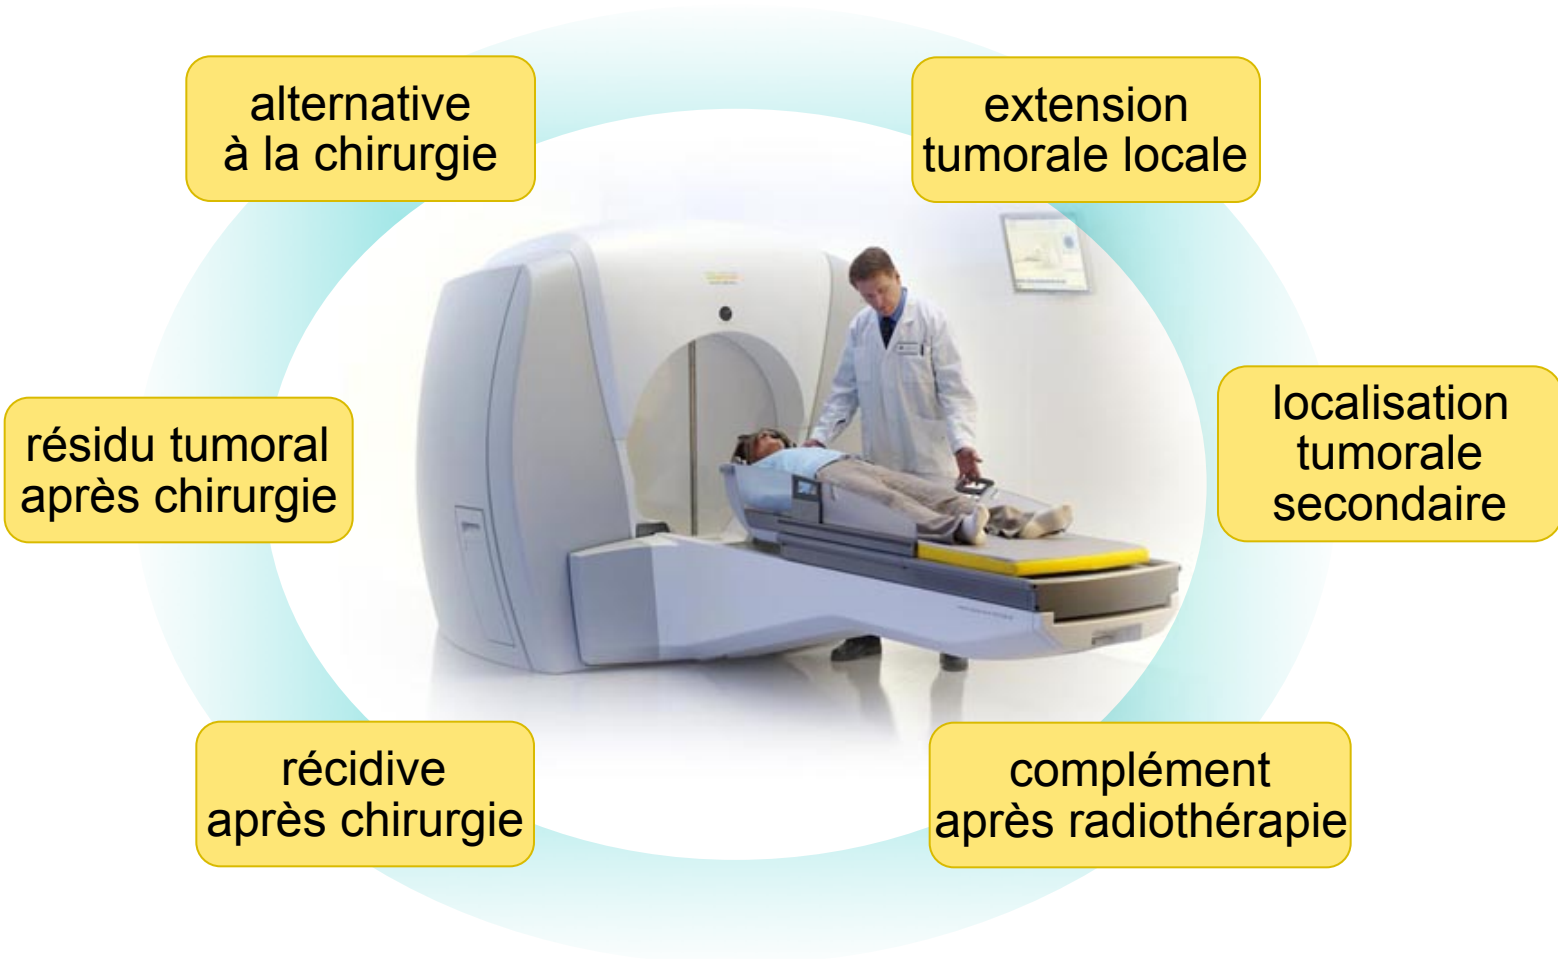 alternative
à la chirurgie
extension
tumorale locale
résidu tumoral
après chirurgie
localisation
tumorale
secondaire
récidive
après chirurgie
complément
après radiothérapie